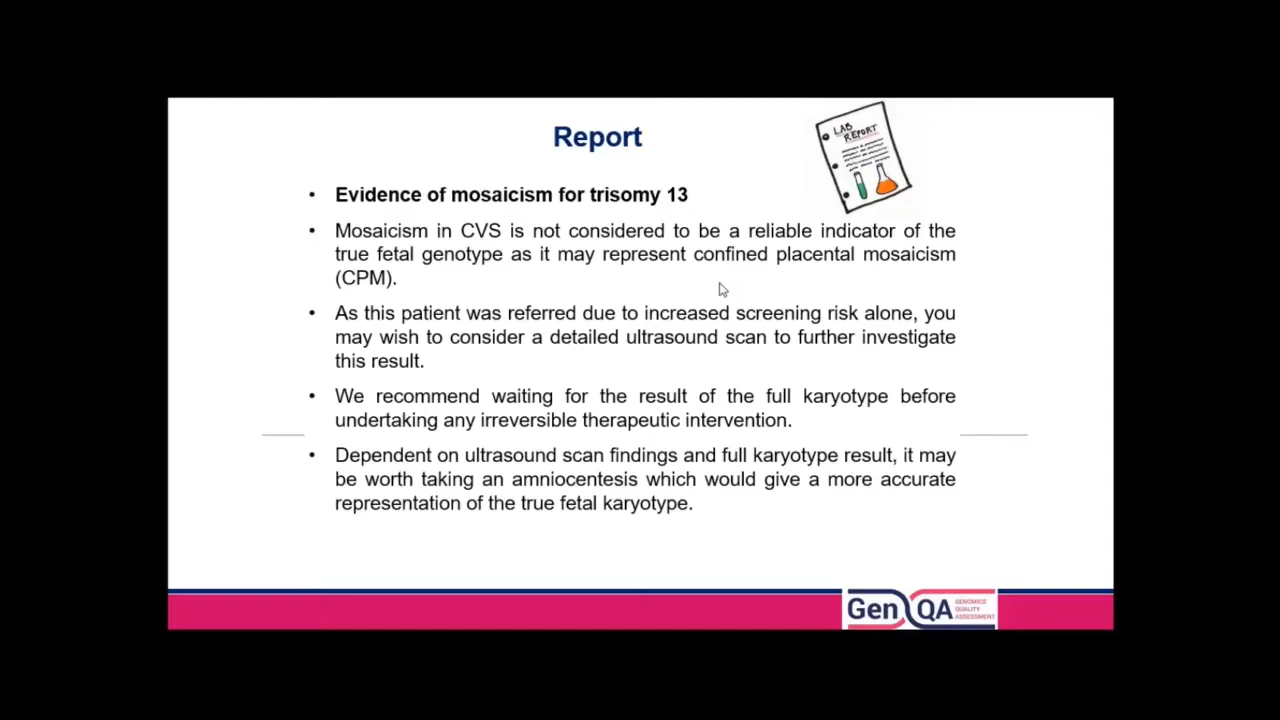 Report
LAB
REPORT
• Evidence of mosaicism for trisomy 13
• Mosaicism in CVS is not considered to be a reliable indicator of the
true fetal genotype as it may represent confined placental mosaicism
(CPM).
• As this patient was referred due to increased screening risk alone, you
may wish to consider a detailed ultrasound scan to further investigate
this result.
• We recommend waiting for the result of the full karyotype before
undertaking any irreversible therapeutic intervention.
• Dependent on ultrasound scan findings and full karyotype result, it may
be worth taking an amniocentesis which would give a more accurate
representation of the true fetal karyotype.
Gen QA
GENOMICS
QUALITY
ASSESSMENT